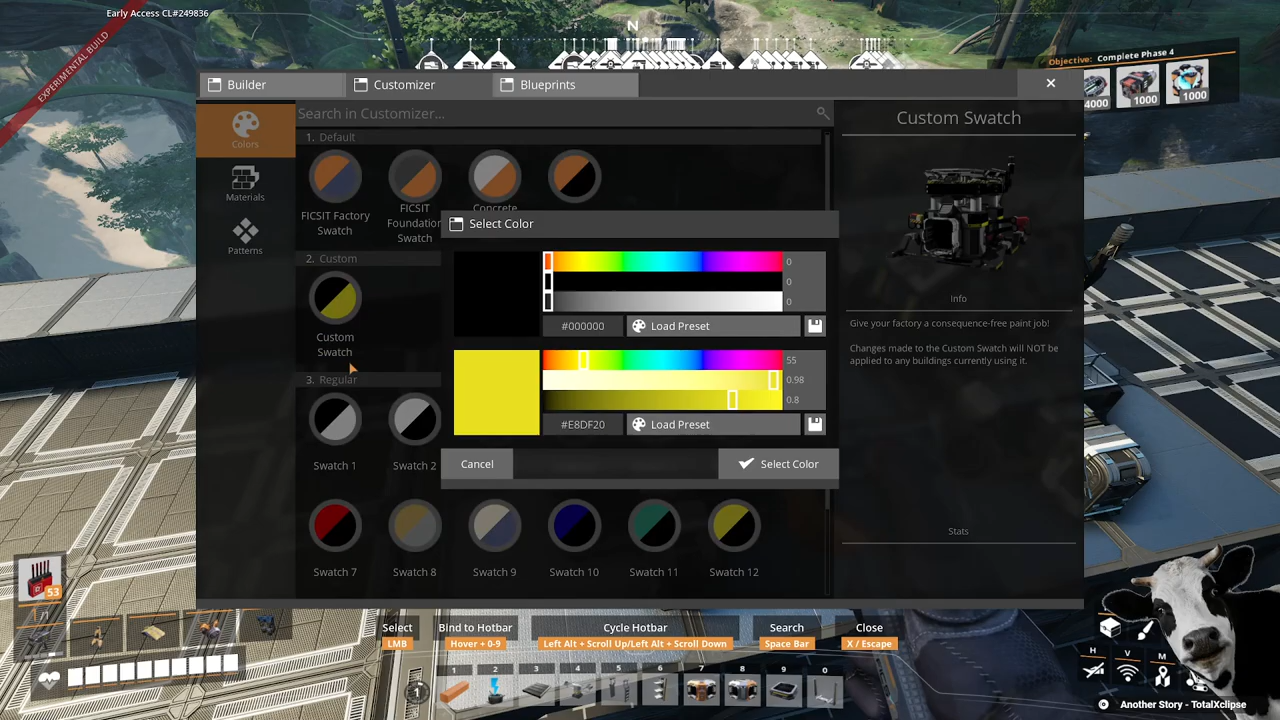 Early Access CL#249836
EXPERIMENTAL BUILD
N
Objective: Complete Phase 4
4000
1000
1000
Builder
Customizer
Blueprints
Search in Customizer...
Colors
Materials
Patterns
1. Default
FICSIT Factory
Swatch
FICSIT
Foundation
Swatch
Concrete
2. Custom
Custom
Swatch
3. Regular
Swatch 1
Swatch 2
Swatch 7
Swatch 8
Swatch 9
Swatch 10
Swatch 11
Swatch 12
Select Color
0
0
0
#000000
Load Preset
55
0.98
0.8
#E8DF20
Load Preset
Cancel
Select Color
Custom Swatch
Info
Give your factory a consequence-free paint job!
Changes made to the Custom Swatch will NOT be
applied to any buildings currently using it.
Stats
53
Select
LMB
Bind to Hotbar
Hover + 0-9
Cycle Hotbar
Left Alt + Scroll Up/Left Alt + Scroll Down
Search
Space Bar
Close
X / Escape
1
1
2
3
4
5
6
7
8
9
0
H
V
M
Another Story - TotalXclipse